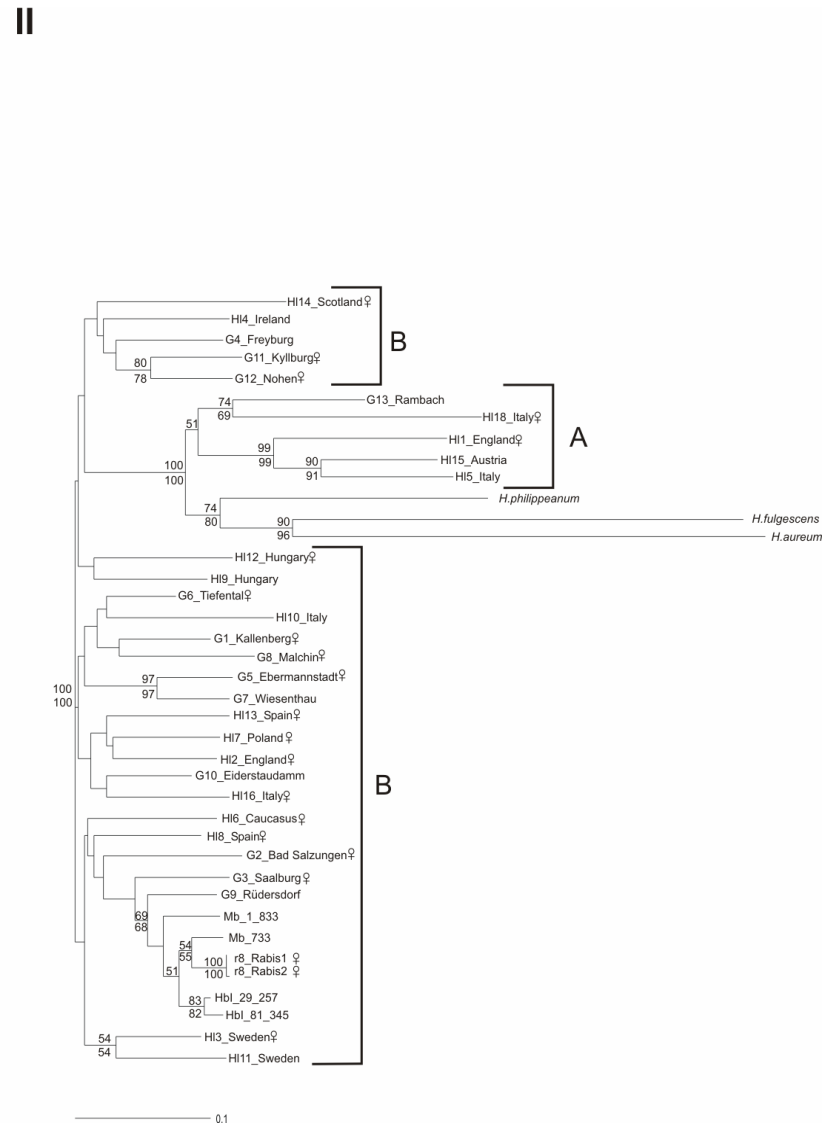 II
Hl14_Scotland♀
Hl4_Ireland
G4_Freyburg
B
G11_Kyllburg♀
80
78
G12_Nohen♀
74
G13_Rambach
69
Hl18_Italy♀
51
A
Hl1_England♀
99
99
90
Hl15_Austria
100
91
Hl5_Italy
100
H.philippeanum
74
80
90
H.fulgescens
96
H.aureum
Hl12_Hungary♀
Hl9_Hungary
G6_Tiefental♀
Hl10_Italy
G1_Kallenberg♀
G8_Malchin♀
97
G5_Ebermannstadt♀
100
97
100
G7_Wiesenthau
Hl13_Spain♀
Hl7_Poland♀
Hl2_England♀
G10_Eiderstaudamm
B
Hl16_Italy♀
Hl6_Caucasus♀
Hl8_Spain♀
G2_Bad Salzungen♀
G3_Saalburg♀
G9_Rüdersdorf
69
68
Mb_1_833
Mb_733
54
55
r8_Rabis1 ♀
100
51
100
r8_Rabis2 ♀
83
Hbl_29_257
82
Hbl_81_345
54
Hl3_Sweden♀
54
Hl11_Sweden
0.1